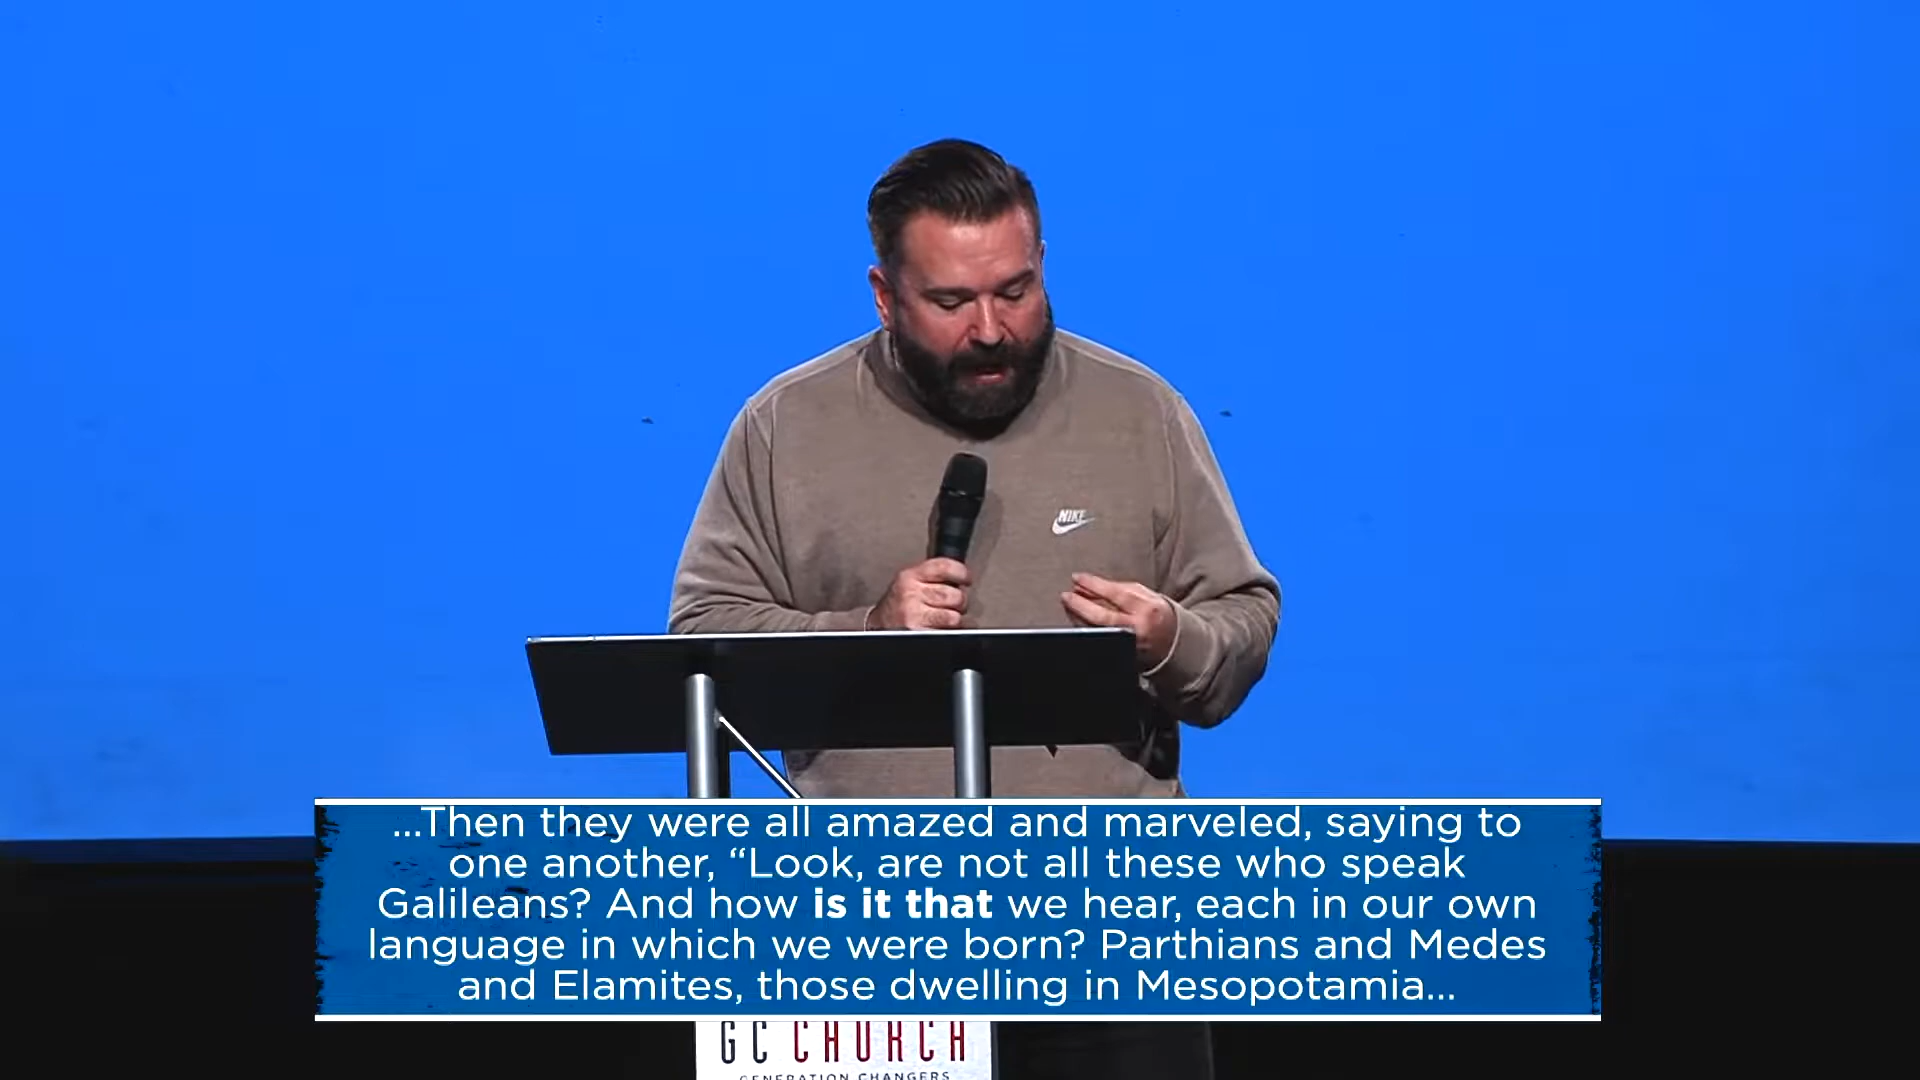 NIKE
...Then they were all amazed and marveled, saying to
one another, “Look, are not all these who speak
Galileans? And how is it that we hear, each in our own
language in which we were born? Parthians and Medes
and Elamites, those dwelling in Mesopotamia...
GC CHURCH
GENERATION CHANGERS